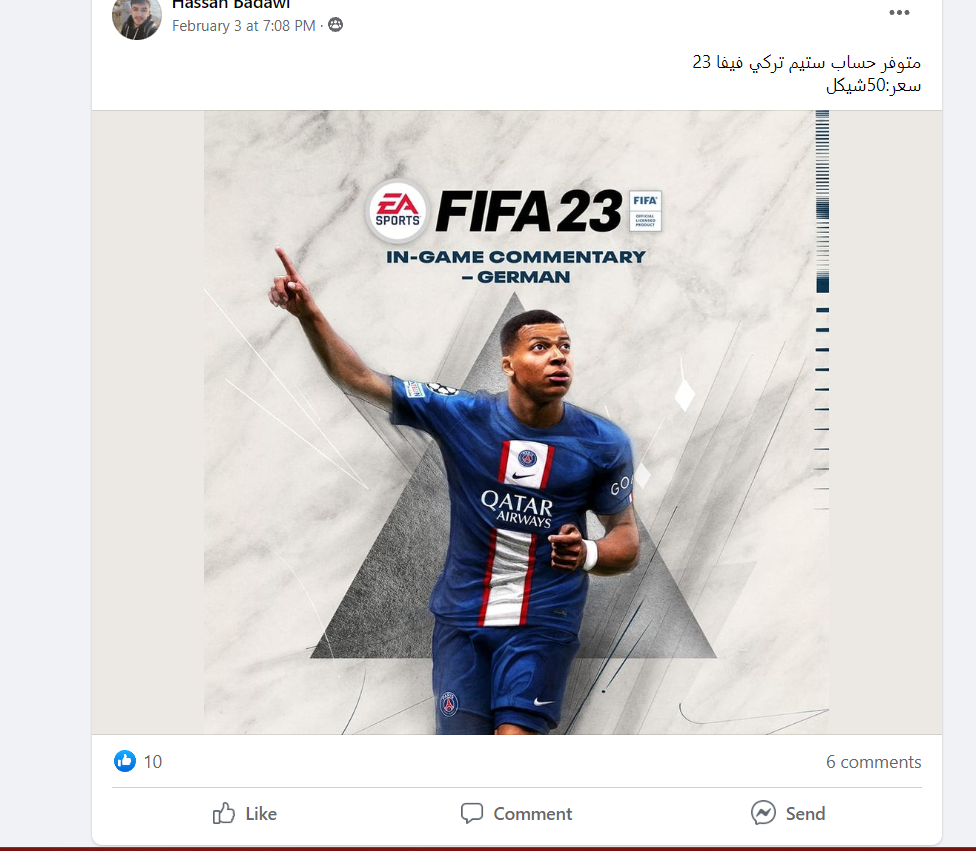 Hassan Badawi
February 3 at 7:08 PM ·
متوفر حساب ستيم تركي فيفا 23
سعر:50شيكل
EA SPORTS FIFA 23 FIFA
OFFICIAL LICENSED PRODUCT
IN-GAME COMMENTARY
– GERMAN
GOA
QATAR
AIRWAYS
PARIS
10 6 comments
Like Comment Send